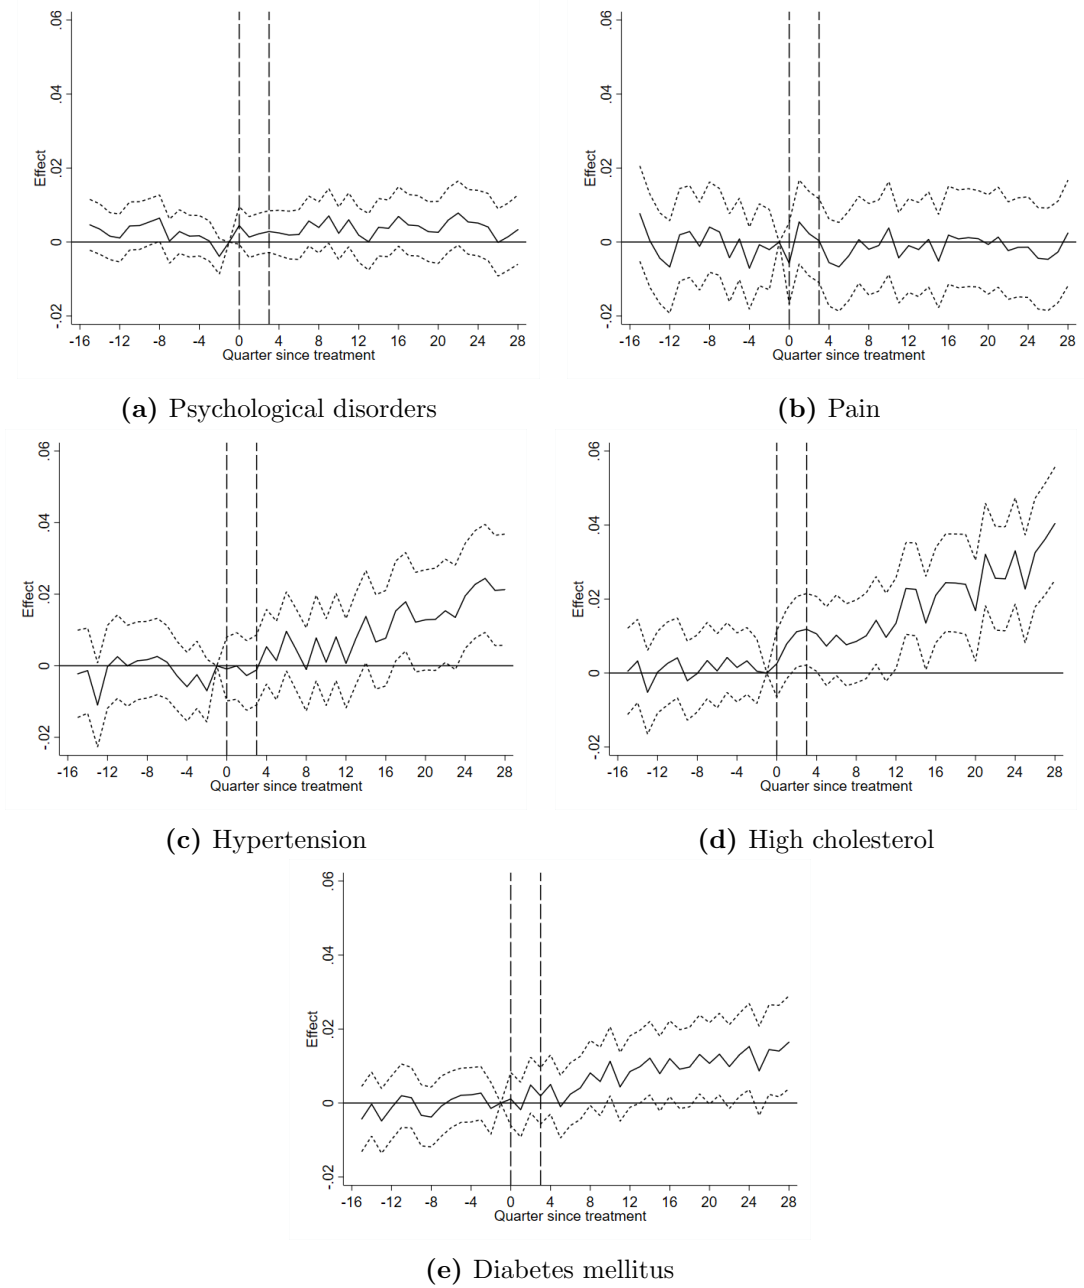 .06
.04
.02
0
-.02
Effect
-16 -12 -8 -4 0 4 8 12 16 20 24 28
Quarter since treatment
(a) Psychological disorders
.06
.04
.02
0
-.02
Effect
-16 -12 -8 -4 0 4 8 12 16 20 24 28
Quarter since treatment
(b) Pain
.06
.04
.02
0
-.02
Effect
-16 -12 -8 -4 0 4 8 12 16 20 24 28
Quarter since treatment
(c) Hypertension
.06
.04
.02
0
-.02
Effect
-16 -12 -8 -4 0 4 8 12 16 20 24 28
Quarter since treatment
(d) High cholesterol
.06
.04
.02
0
-.02
Effect
-16 -12 -8 -4 0 4 8 12 16 20 24 28
Quarter since treatment
(e) Diabetes mellitus